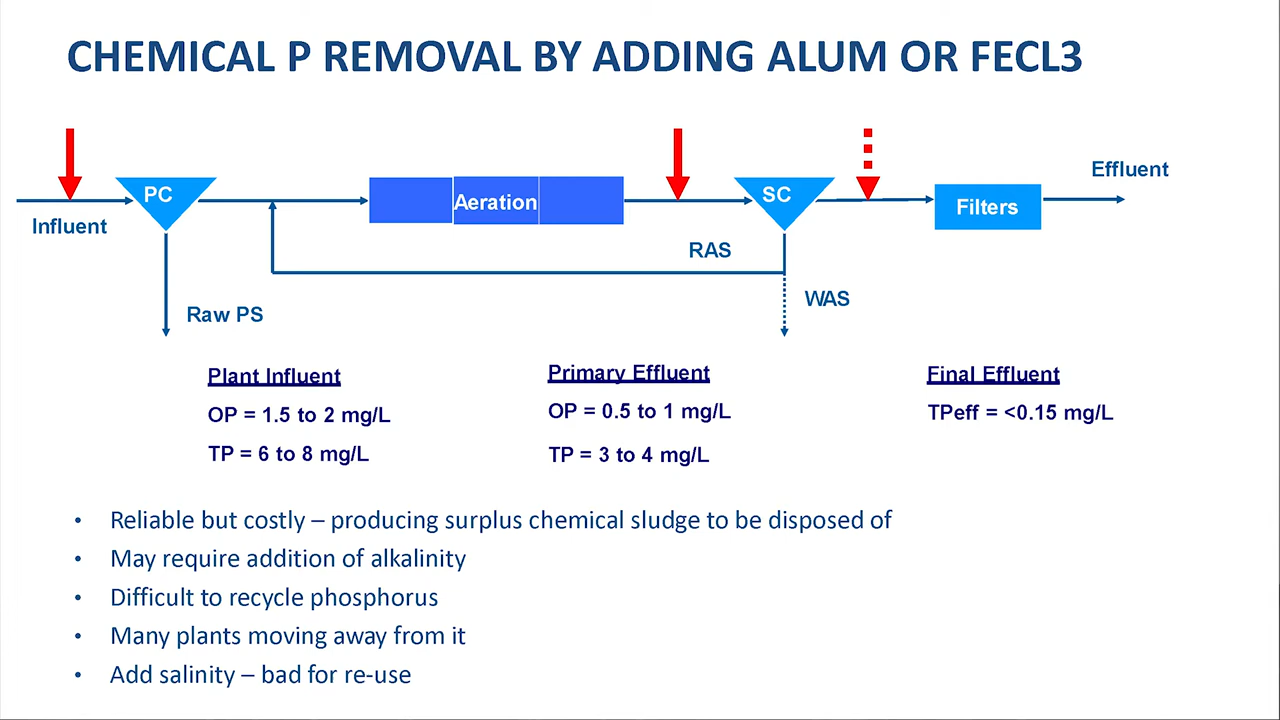 CHEMICAL P REMOVAL BY ADDING ALUM OR FECL3
Effluent
PC
Aeration
SC
Filters
Influent
RAS
WAS
Raw PS
Plant Influent
OP = 1.5 to 2 mg/L
TP = 6 to 8 mg/L
Primary Effluent
OP = 0.5 to 1 mg/L
TP = 3 to 4 mg/L
Final Effluent
TPeff = <0.15 mg/L
• Reliable but costly – producing surplus chemical sludge to be disposed of
• May require addition of alkalinity
• Difficult to recycle phosphorus
• Many plants moving away from it
• Add salinity – bad for re-use